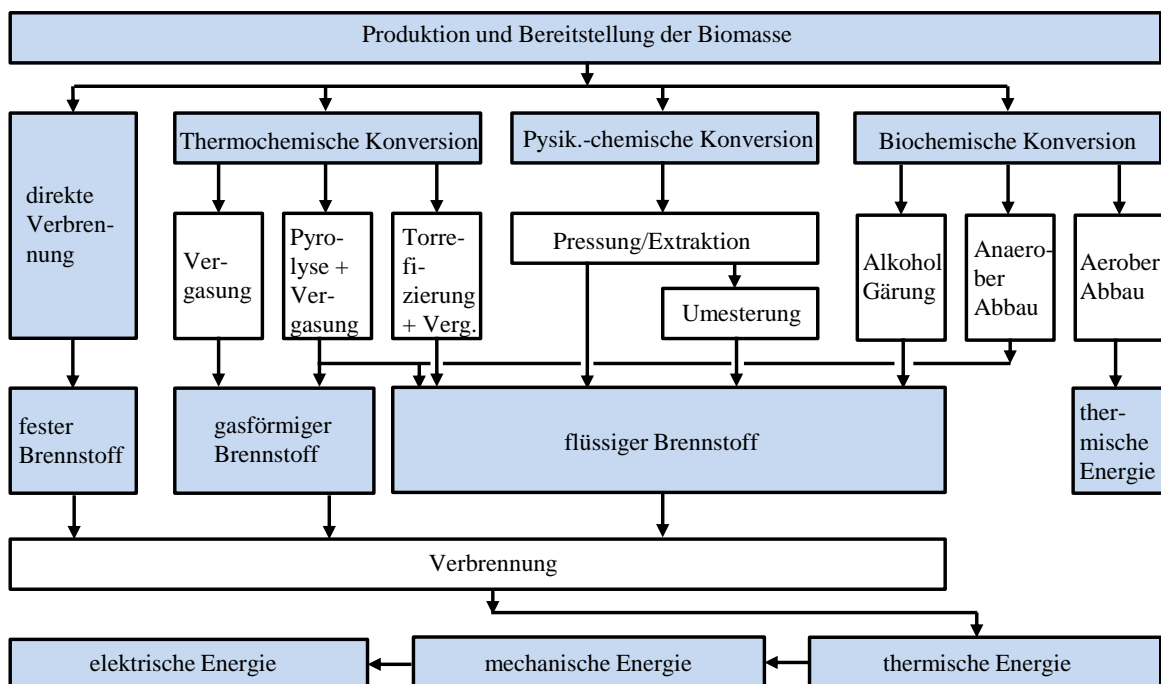 Produktion und Bereitstellung der Biomasse
direkte
Verbren-
nung
Thermochemische Konversion
Pysik.-chemische Konversion
Biochemische Konversion
Ver-
gasung
Pyro-
lyse +
Ver-
gasung
Torre-
fi-
zierung
+ Verg.
Pressung/Extraktion
Umesterung
Alkohol
Gärung
Anaero-
ber
Abbau
Aerober
Abbau
fester
Brennstoff
gasförmiger
Brennstoff
flüssiger Brennstoff
ther-
mische
Energie
Verbrennung
elektrische Energie
mechanische Energie
thermische Energie